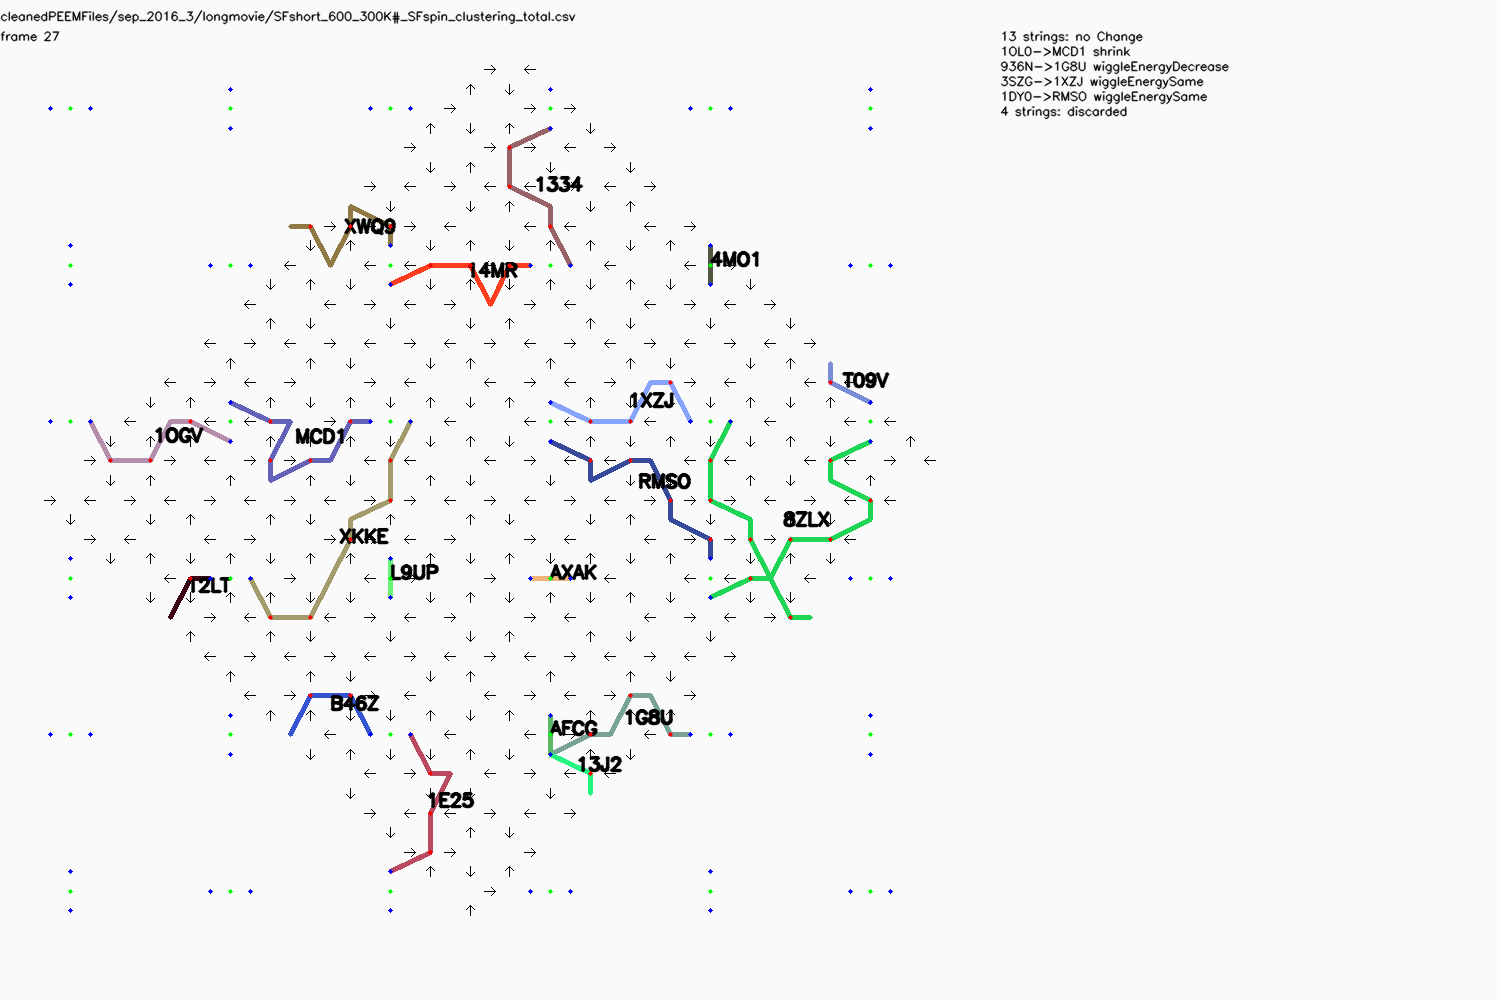 cleanedPEEMFiles/sep_2016_3/longmovie/SFshort_600_300K#_SFspin_clustering_total.csv
frame 27
13 strings: no Change
1OL0->MCD1 shrink
936N->1G8U wiggleEnergyDecrease
3SZG->1XZJ wiggleEnergySame
1DY0->RMSO wiggleEnergySame
4 strings: discarded
1334
XWQ9
4MO1
14MR
T09V
1XZJ
1OGV
MCD1
RMSO
8ZLX
XKKE
L9UP
AXAK
T2LT
B46Z
1G8U
AFCG
13J2
1E25